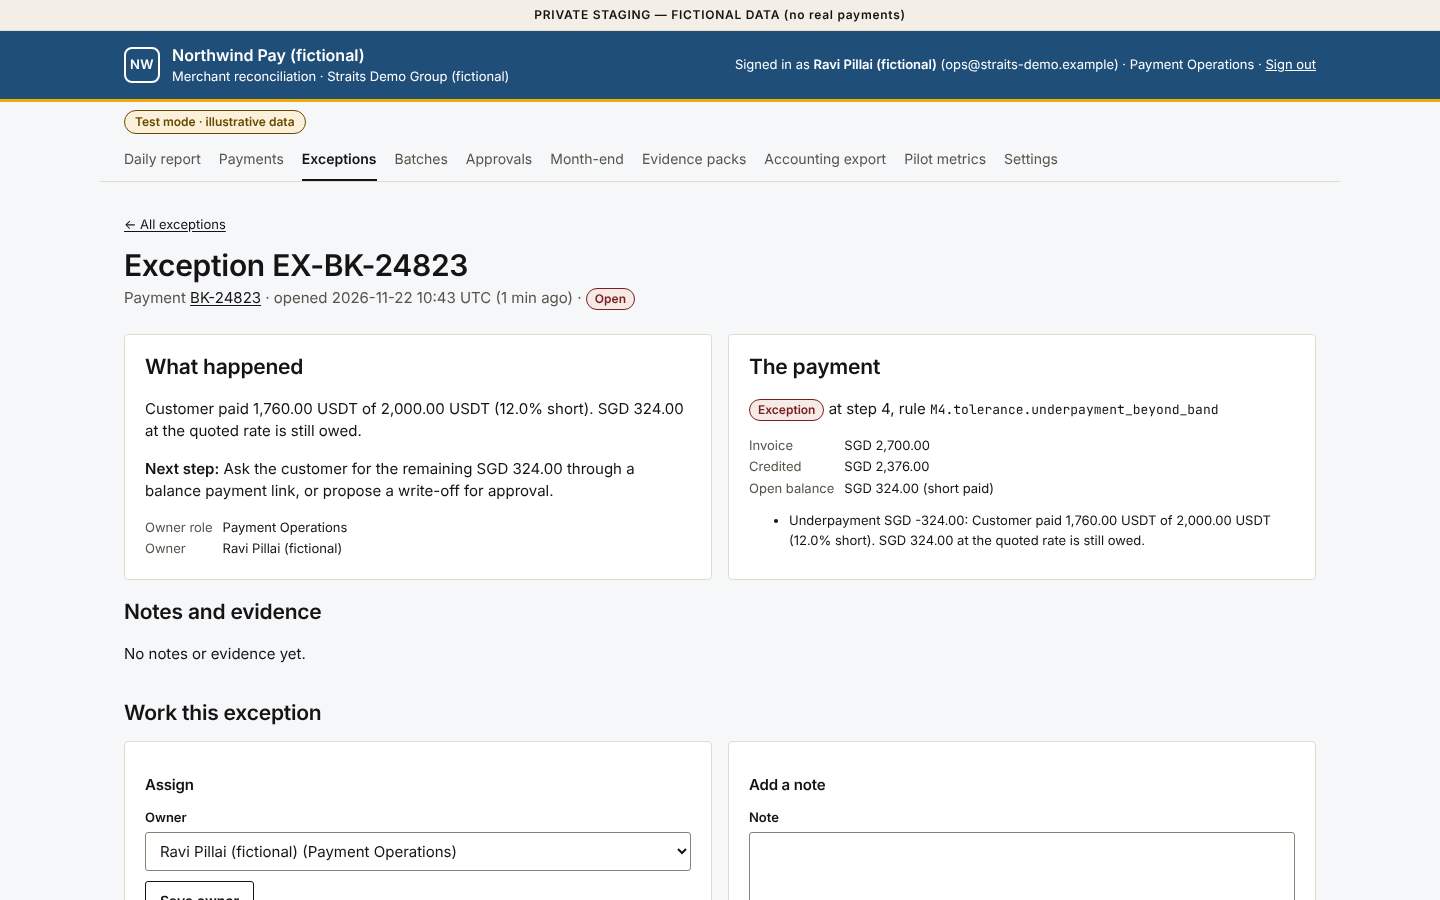 PRIVATE STAGING — FICTIONAL DATA (no real payments)
NW
Northwind Pay (fictional)
Merchant reconciliation · Straits Demo Group (fictional)
Signed in as Ravi Pillai (fictional) (ops@straits-demo.example) · Payment Operations · Sign out
Test mode · illustrative data
Daily report Payments Exceptions Batches Approvals Month-end Evidence packs Accounting export Pilot metrics Settings
← All exceptions
Exception EX-BK-24823
Payment BK-24823 · opened 2026-11-22 10:43 UTC (1 min ago) · Open
What happened
Customer paid 1,760.00 USDT of 2,000.00 USDT (12.0% short). SGD 324.00
at the quoted rate is still owed.
Next step: Ask the customer for the remaining SGD 324.00 through a
balance payment link, or propose a write-off for approval.
Owner role Payment Operations
Owner Ravi Pillai (fictional)
The payment
Exception at step 4, rule M4.tolerance.underpayment_beyond_band
Invoice SGD 2,700.00
Credited SGD 2,376.00
Open balance SGD 324.00 (short paid)
• Underpayment SGD -324.00: Customer paid 1,760.00 USDT of 2,000.00 USDT
(12.0% short). SGD 324.00 at the quoted rate is still owed.
Notes and evidence
No notes or evidence yet.
Work this exception
Assign
Owner
Ravi Pillai (fictional) (Payment Operations)
Save owner
Add a note
Note